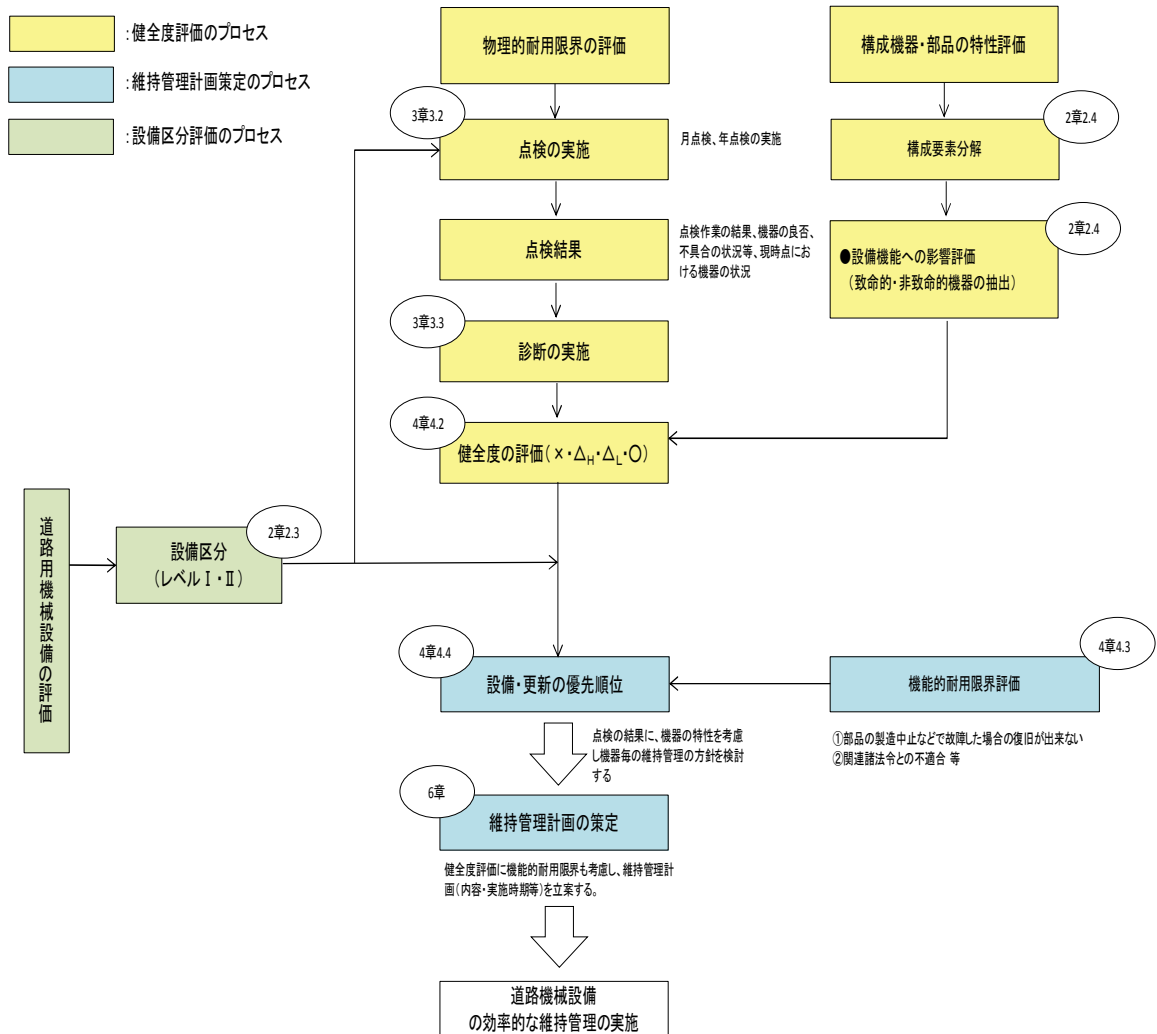 :健全度評価のプロセス
:維持管理計画策定のプロセス
:設備区分評価のプロセス
物理的耐用限界の評価
構成機器・部品の特性評価
3章3.2
点検の実施
月点検、年点検の実施
2章2.4
構成要素分解
点検結果
点検作業の結果、機器の良否、
不具合の状況等、現時点にお
ける機器の状況
2章2.4
●設備機能への影響評価
(致命的・非致命的機器の抽出)
3章3.3
診断の実施
4章4.2
健全度の評価(×・△H・△L・〇)
道路用機械設備の評価
2章2.3
設備区分
(レベルⅠ・Ⅱ)
4章4.4
設備・更新の優先順位
4章4.3
機能的耐用限界評価
点検の結果に、機器の特性を考慮
し機器毎の維持管理の方針を検討
する
①部品の製造中止などで故障した場合の復旧が出来ない
②関連諸法令との不適合 等
6章
維持管理計画の策定
健全度評価に機能的耐用限界も考慮し、維持管理計
画(内容・実施時期等)を立案する。
道路機械設備
の効率的な維持管理の実施